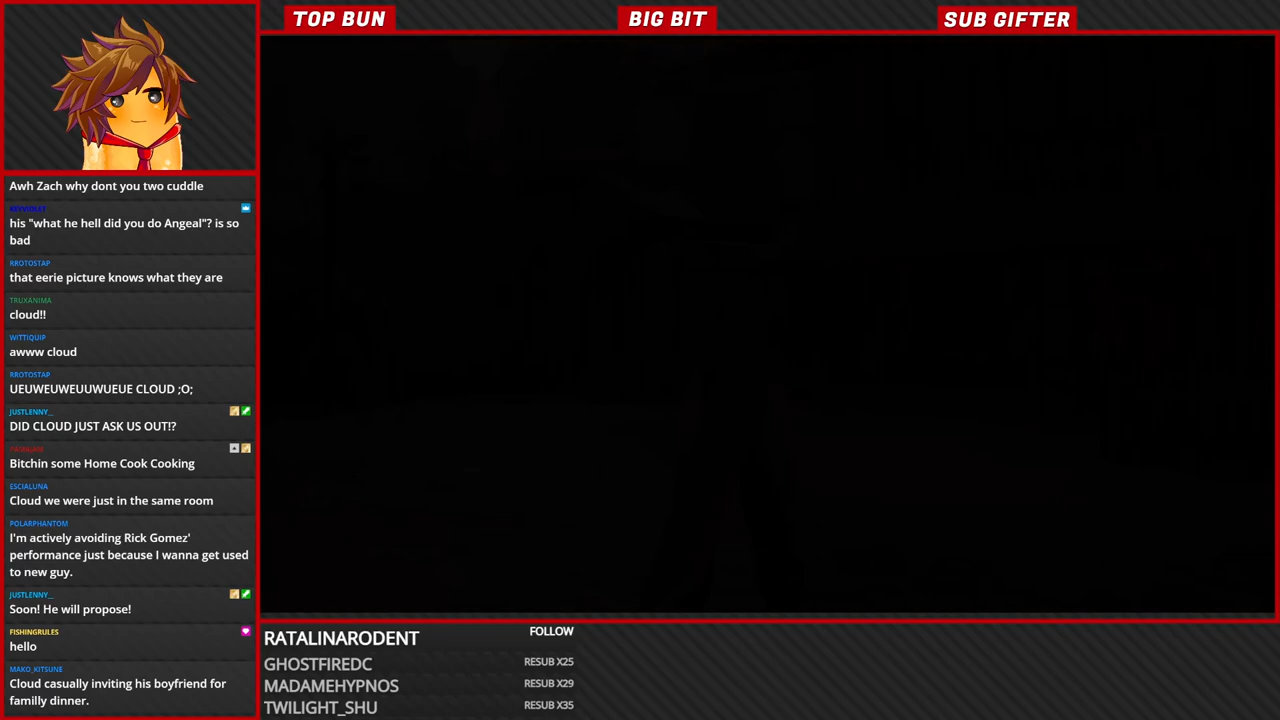 TOP BUN
BIG BIT
SUB GIFTER
Awh Zach why dont you two cuddle
his "what he hell did you do Angeal"? is so
bad
RROTOSTAP
that eerie picture knows what they are
TRUXANIMA
cloud!!
WITTIQUIP
awww cloud
RROTOSTAP
UEUWEUWEUUWUEUE CLOUD ;O;
JUSTLENNY_
DID CLOUD JUST ASK US OUT!?
Bitchin some Home Cook Cooking
ESCIALUNA
Cloud we were just in the same room
POLARPHANTOM
I'm actively avoiding Rick Gomez'
performance just because I wanna get used
to new guy.
JUSTLENNY_
Soon! He will propose!
FISHINGRULES
hello
MAKO_KITSUNE
Cloud casually inviting his boyfriend for
familly dinner.
RATALINARODENT FOLLOW
GHOSTFIREDC RESUB X25
MADAMEHYPNOS RESUB X29
TWILIGHT_SHU RESUB X35